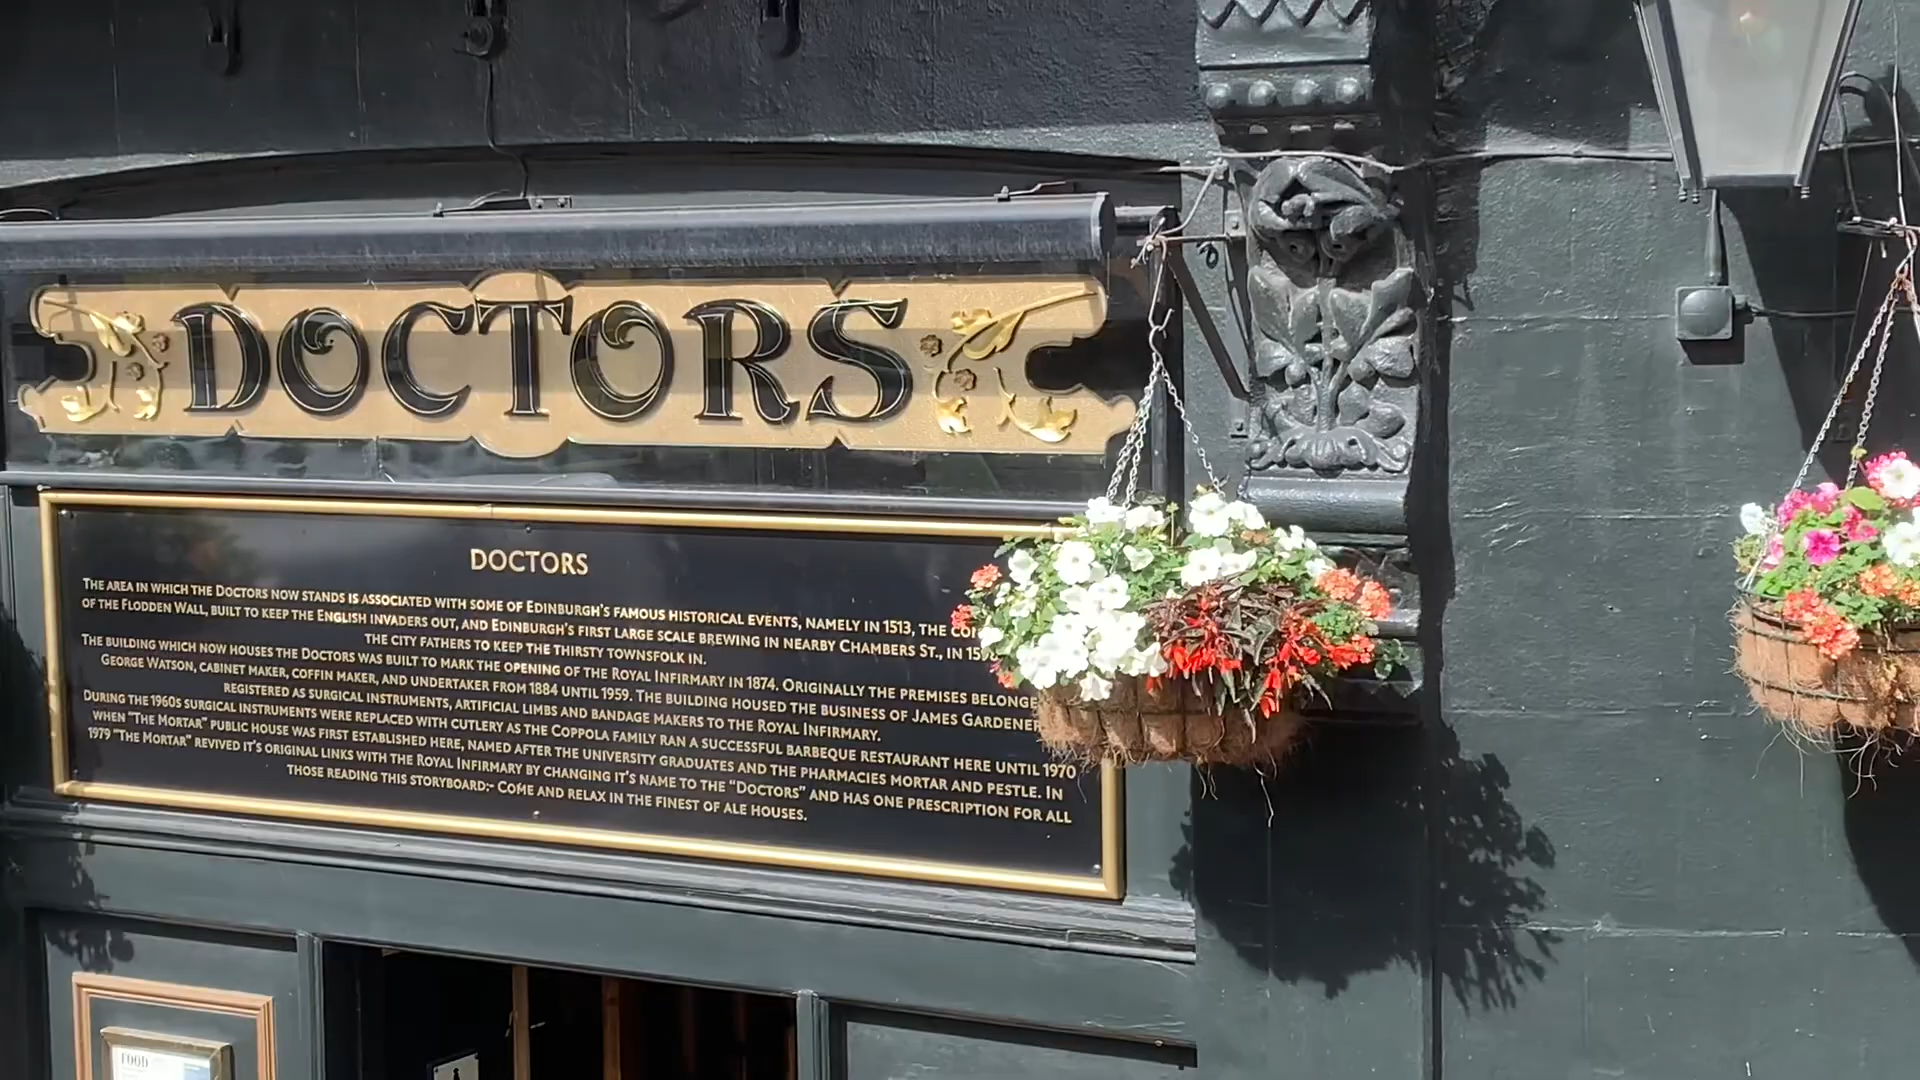 DOCTORS
DOCTORS
THE AREA IN WHICH THE DOCTORS NOW STANDS IS ASSOCIATED WITH SOME OF EDINBURGH'S FAMOUS HISTORICAL EVENTS, NAMELY IN 1513, THE
OF THE FLODDEN WALL, BUILT TO KEEP THE ENGLISH INVADERS OUT, AND EDINBURGH'S FIRST LARGE SCALE BREWING IN NEARBY CHAMBERS ST., IN
THE CITY FATHERS TO KEEP THE THIRSTY TOWNSFOLK IN.
THE BUILDING WHICH NOW HOUSES THE DOCTORS WAS BUILT TO MARK THE OPENING OF THE ROYAL INFIRMARY IN 1874. ORIGINALLY THE PREMISES
GEORGE WATSON, CABINET MAKER, COFFIN MAKER, AND UNDERTAKER FROM 1884 UNTIL 1959. THE BUILDING HOUSED THE BUSINESS OF JAMES
REGISTERED AS SURGICAL INSTRUMENTS, ARTIFICIAL LIMBS AND BANDAGE MAKERS TO THE ROYAL INFIRMARY.
DURING THE 1960S SURGICAL INSTRUMENTS WERE REPLACED WITH CUTLERY AS THE COPPOLA FAMILY RAN A SUCCESSFUL BARBEQUE RESTAURANT HERE UNTIL 1970
WHEN "THE MORTAR" PUBLIC HOUSE WAS FIRST ESTABLISHED HERE, NAMED AFTER THE UNIVERSITY GRADUATES AND THE PHARMACIES MORTAR AND PESTLE. IN
1979 "THE MORTAR" REVIVED IT'S ORIGINAL LINKS WITH THE ROYAL INFIRMARY BY CHANGING IT'S NAME TO THE "DOCTORS" AND HAS ONE PRESCRIPTION FOR ALL
THOSE READING THIS STORYBOARD:- COME AND RELAX IN THE FINEST OF ALE HOUSES.
FOOD